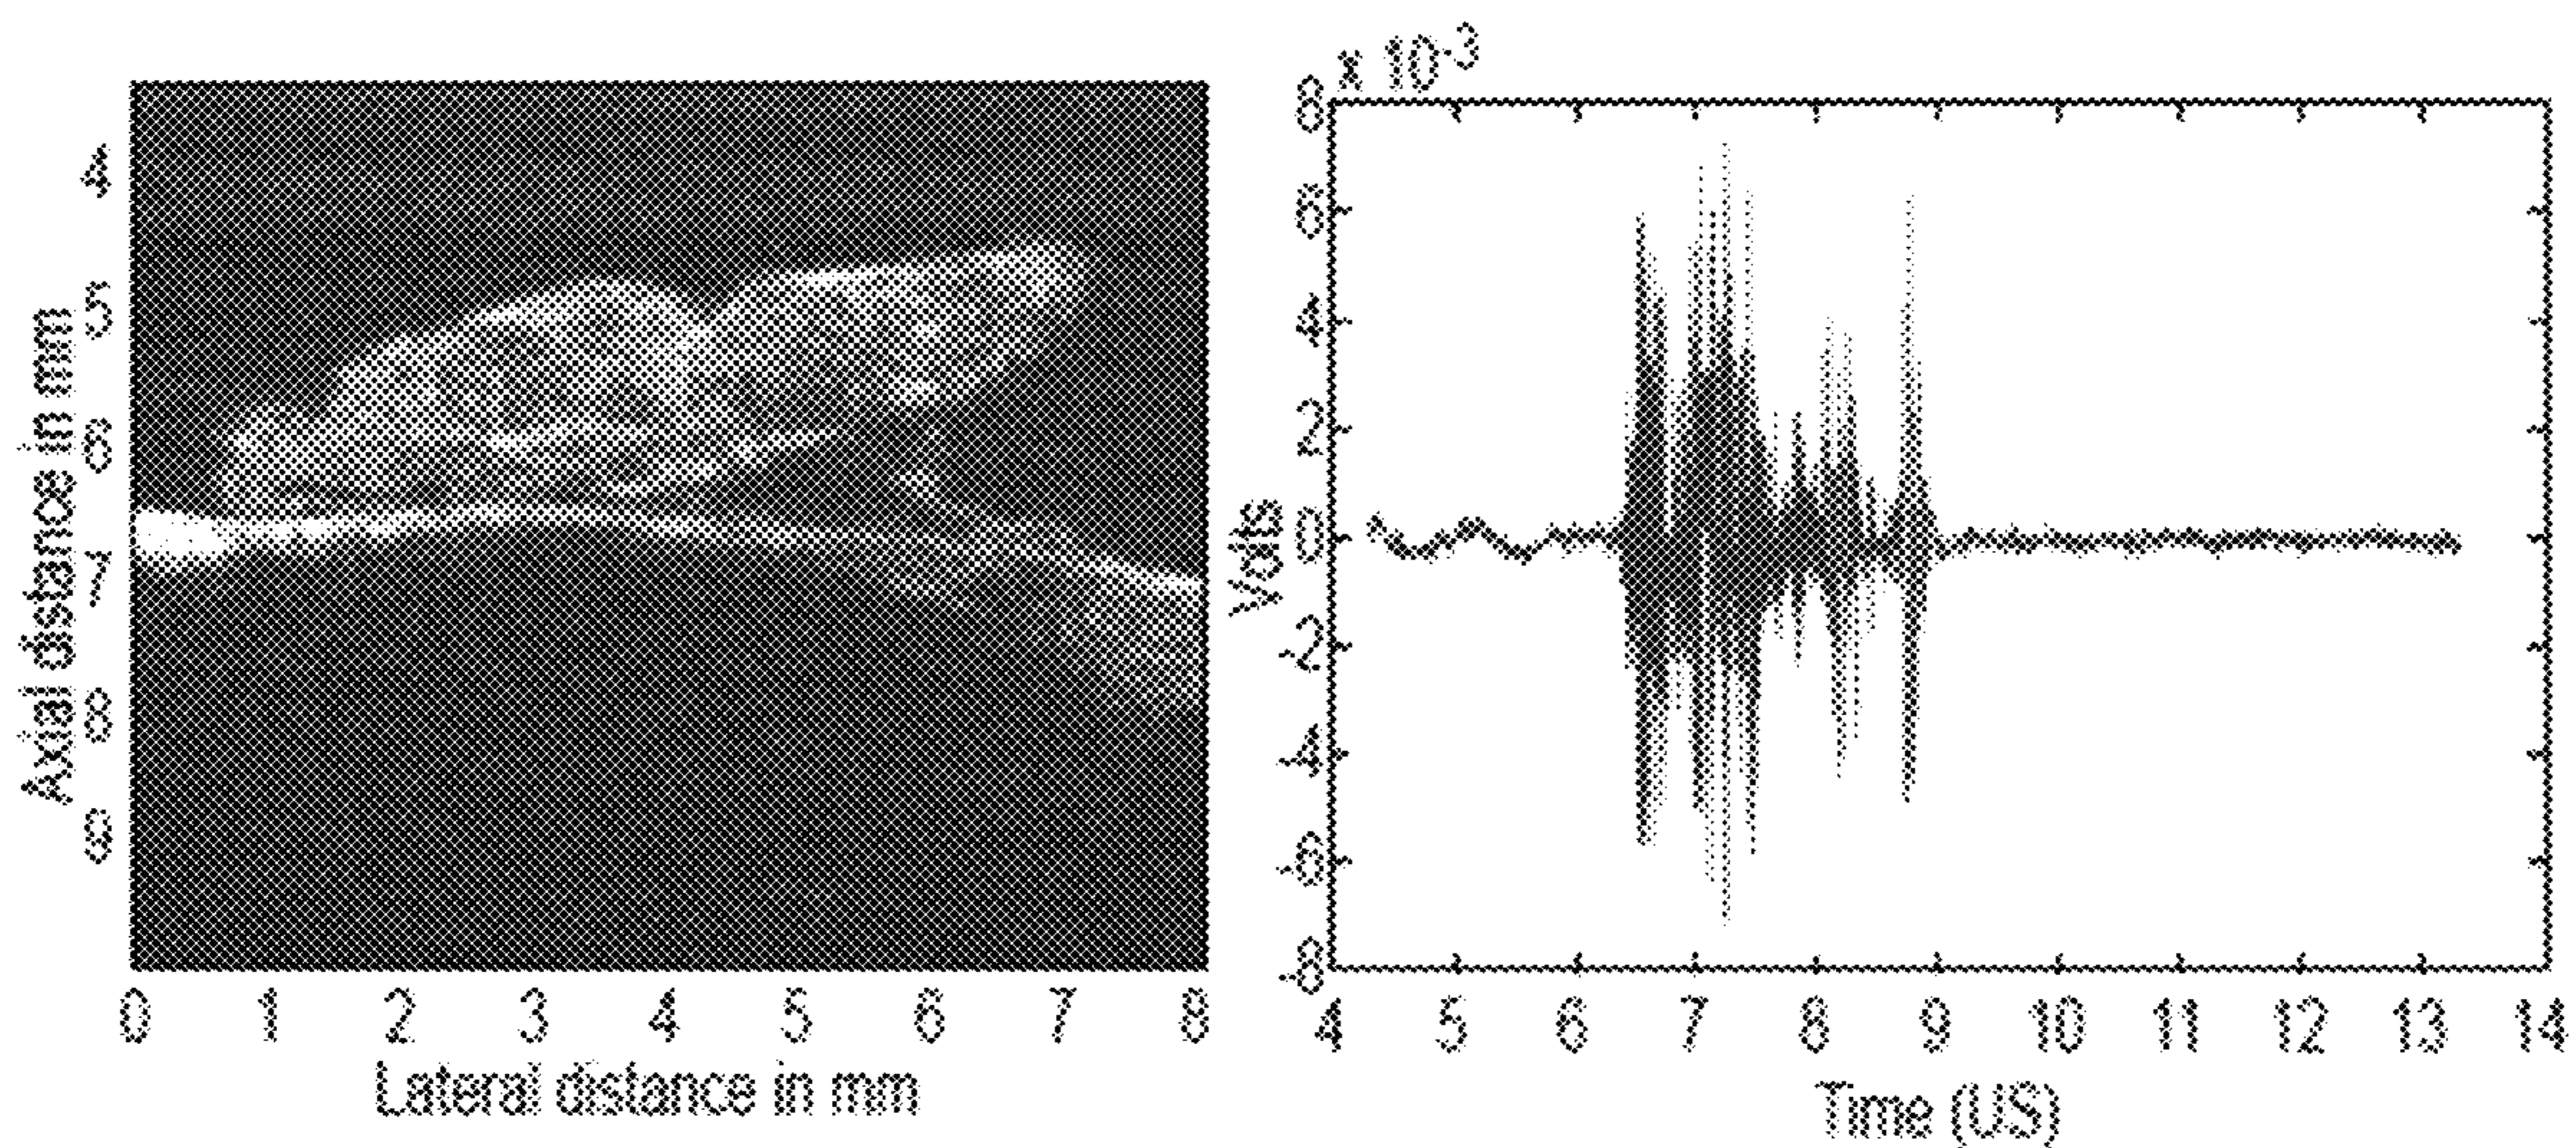 Axial distance in mm
4
5
6
7
8
9
0 1 2 3 4 5 6 7 8
Lateral distance in mm
x 10-3
Volts
8
6
4
2
0
-2
-4
-6
-8
4 5 6 7 8 9 10 11 12 13 14
Time (US)